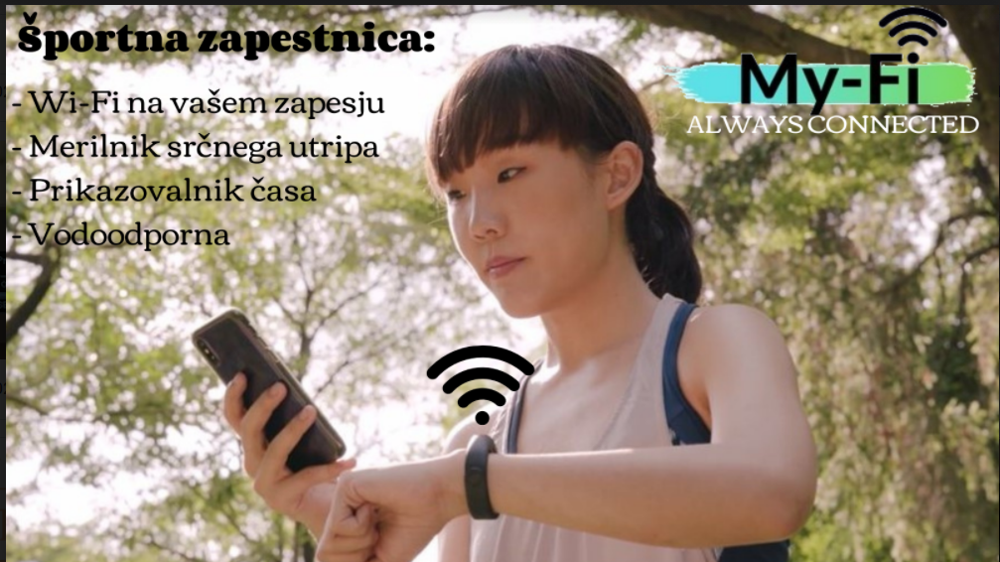 Športna zapestnica:
- Wi-Fi na vašem zapesju
- Merilnik srčnega utripa
- Prikazovalnik časa
- Vodoodporna
My-Fi
ALWAYS CONNECTED